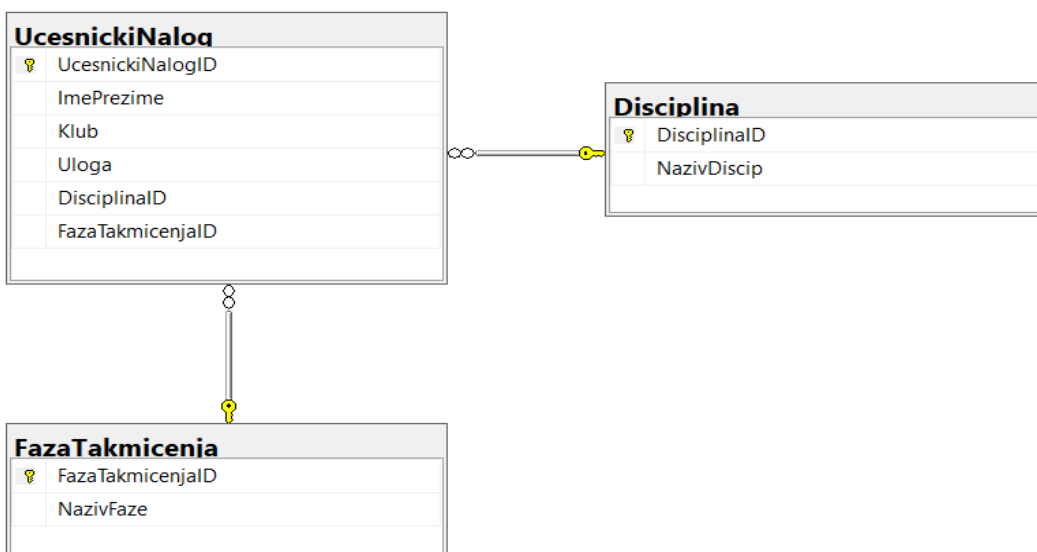 UcesnickiNalog
UcesnickiNalogID
ImePrezime
Klub
Uloga
DisciplinaID
FazaTakmicenjaID
Disciplina
DisciplinaID
NazivDiscip
FazaTakmicenja
FazaTakmicenjaID
NazivFaze